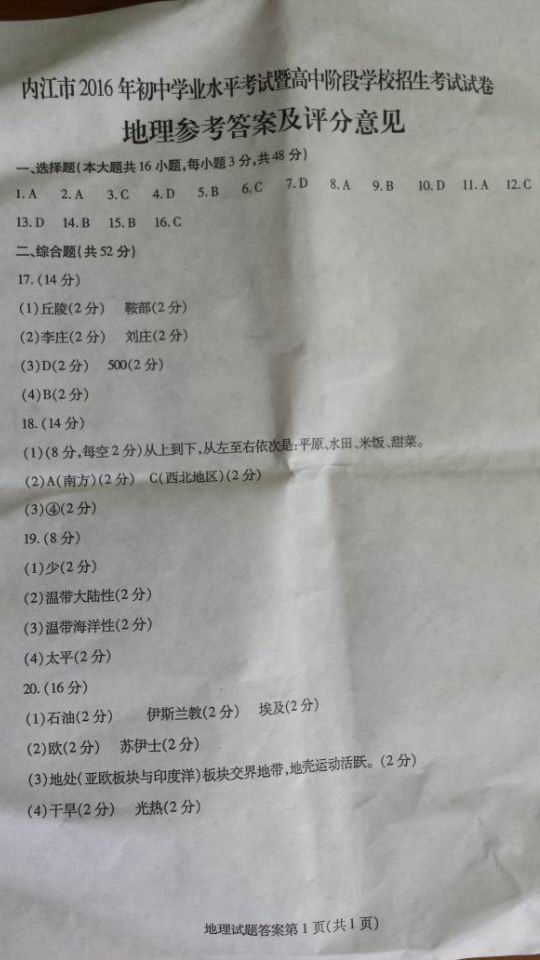 内江市2016年初中学业水平考试暨高中阶段学校招生考试试卷
地理参考答案及评分意见
一、选择题(本大题共16小题,每小题3分,共48分)
1.A 2.A 3.C 4.D 5.B 6.C 7.D 8.A 9.B 10.D 11.A 12.C
13.D 14.B 15.B 16.C
二、综合题(共52分)
17.(14分)
(1)丘陵(2分) 鞍部(2分)
(2)李庄(2分) 刘庄(2分)
(3)D(2分) 500(2分)
(4)B(2分)
18.(14分)
(1)(8分,每空2分)从上到下,从左至右依次是:平原、水田、米饭、甜菜。
(2)A(南方)(2分) C(西北地区)(2分)
(3)④(2分)
19.(8分)
(1)少(2分)
(2)温带大陆性(2分)
(3)温带海洋性(2分)
(4)太平(2分)
20.(16分)
(1)石油(2分) 伊斯兰教(2分) 埃及(2分)
(2)欧(2分) 苏伊士(2分)
(3)地处(亚欧板块与印度洋)板块交界地带,地壳运动活跃。(2分)
(4)干旱(2分) 光热(2分)
地理试题答案第1页(共1页)